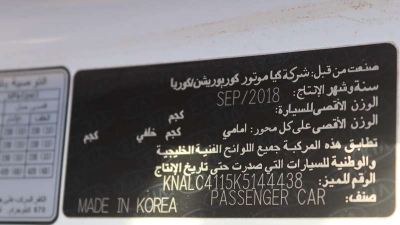 صنعت من قبل: شركة كيا موتور كوربوريشن/كوريا
سنة وشهر الإنتاج: SEP/2018
الوزن الأقصى للسيارة: كجم
الوزن الأقصى على كل محور: امامي كجم خلفي كجم
تطابق هذه المركبة جميع اللوائح الفنية الخليجية
والوطنية للسيارات التي صدرت حتى تاريخ الإنتاج
الرقم المميز: KNALC4115K5144438
صنف: PASSENGER CAR
MADE IN KOREA